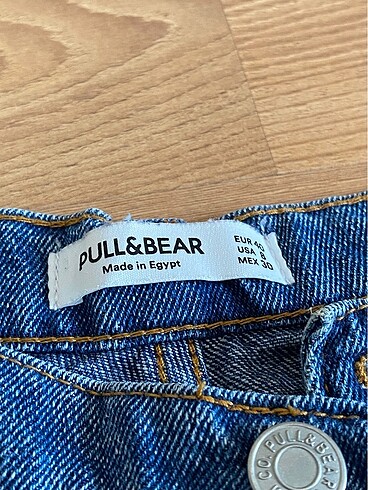 PULL&BEAR
Made in Egypt
EUR 40
USA 8
MEX 30
PULL&BEAR